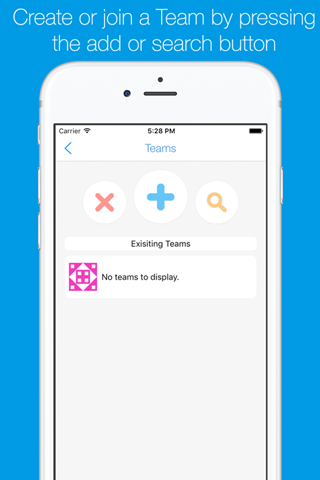 Create or join a Team by pressing
the add or search button
Carrier 5:28 PM
Teams
Exisiting Teams
No teams to display.